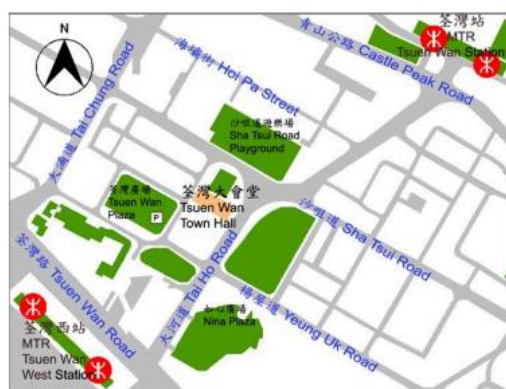 荃灣站
MTR
Tsuen Wan Station
青山公路 Castle Peak Road
N
海壩街 Hoi Pa Street
大涌道 Tai Chung Road
沙咀道遊樂場
Sha Tsui Road
Playground
荃灣廣場
Tsuen Wan
Plaza
P
荃灣大會堂
Tsuen Wan
Town Hall
沙咀道 Sha Tsui Road
荃灣路 Tsuen Wan Road
大河道 Tai Ho Road
楊屋道 Yeung Uk Road
如心廣場
Nina Plaza
荃灣西站
MTR
Tsuen Wan
West Station